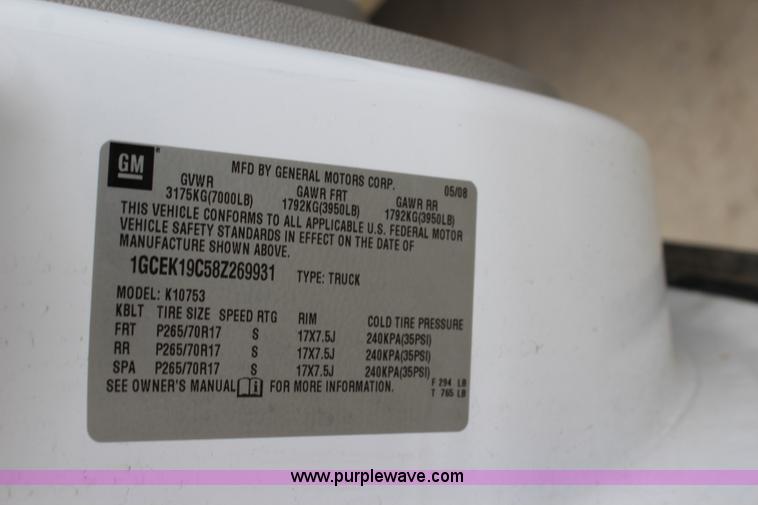 GM
MFD BY GENERAL MOTORS CORP. 05/08
GVWR GAWR FRT GAWR RR
3175KG(7000LB) 1792KG(3950LB) 1792KG(3950LB)
THIS VEHICLE CONFORMS TO ALL APPLICABLE U.S. FEDERAL MOTOR
VEHICLE SAFETY STANDARDS IN EFFECT ON THE DATE OF
MANUFACTURE SHOWN ABOVE.
1GCEK19C58Z269931 TYPE: TRUCK
MODEL: K10753
KBLT TIRE SIZE SPEED RTG RIM COLD TIRE PRESSURE
FRT P265/70R17 S 17X7.5J 240KPA(35PSI)
RR P265/70R17 S 17X7.5J 240KPA(35PSI)
SPA P265/70R17 S 17X7.5J 240KPA(35PSI)
SEE OWNER'S MANUAL i FOR MORE INFORMATION. F 294 LB
T 765 LB
www.purplewave.com